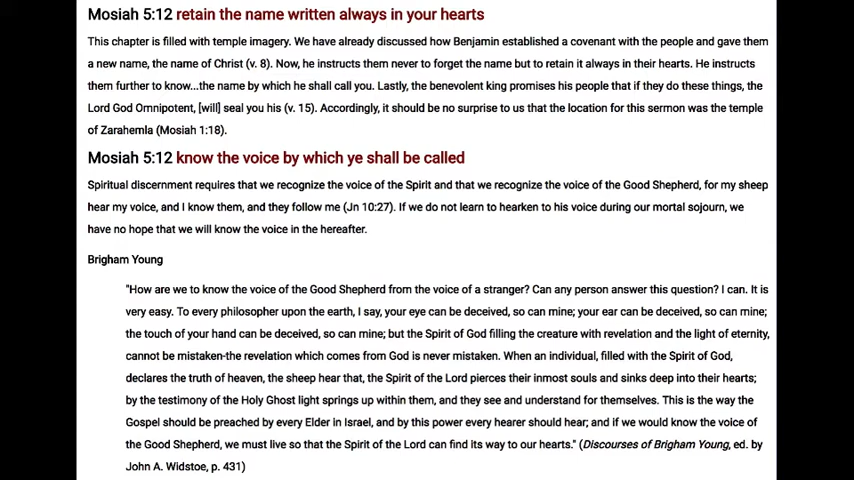 Mosiah 5:12 retain the name written always in your hearts
This chapter is filled with temple imagery. We have already discussed how Benjamin established a covenant with the people and gave them
a new name, the name of Christ (v. 8). Now, he instructs them never to forget the name but to retain it always in their hearts. He instructs
them further to know...the name by which he shall call you. Lastly, the benevolent king promises his people that if they do these things, the
Lord God Omnipotent, [will] seal you his (v. 15). Accordingly, it should be no surprise to us that the location for this sermon was the temple
of Zarahemla (Mosiah 1:18).
Mosiah 5:12 know the voice by which ye shall be called
Spiritual discernment requires that we recognize the voice of the Spirit and that we recognize the voice of the Good Shepherd, for my sheep
hear my voice, and I know them, and they follow me (Jn 10:27). If we do not learn to hearken to his voice during our mortal sojourn, we
have no hope that we will know the voice in the hereafter.
Brigham Young
"How are we to know the voice of the Good Shepherd from the voice of a stranger? Can any person answer this question? I can. It is
very easy. To every philosopher upon the earth, I say, your eye can be deceived, so can mine; your ear can be deceived, so can mine;
the touch of your hand can be deceived, so can mine; but the Spirit of God filling the creature with revelation and the light of eternity,
cannot be mistaken-the revelation which comes from God is never mistaken. When an individual, filled with the Spirit of God,
declares the truth of heaven, the sheep hear that, the Spirit of the Lord pierces their inmost souls and sinks deep into their hearts;
by the testimony of the Holy Ghost light springs up within them, and they see and understand for themselves. This is the way the
Gospel should be preached by every Elder in Israel, and by this power every hearer should hear; and if we would know the voice of
the Good Shepherd, we must live so that the Spirit of the Lord can find its way to our hearts." (Discourses of Brigham Young, ed. by
John A. Widstoe, p. 431)